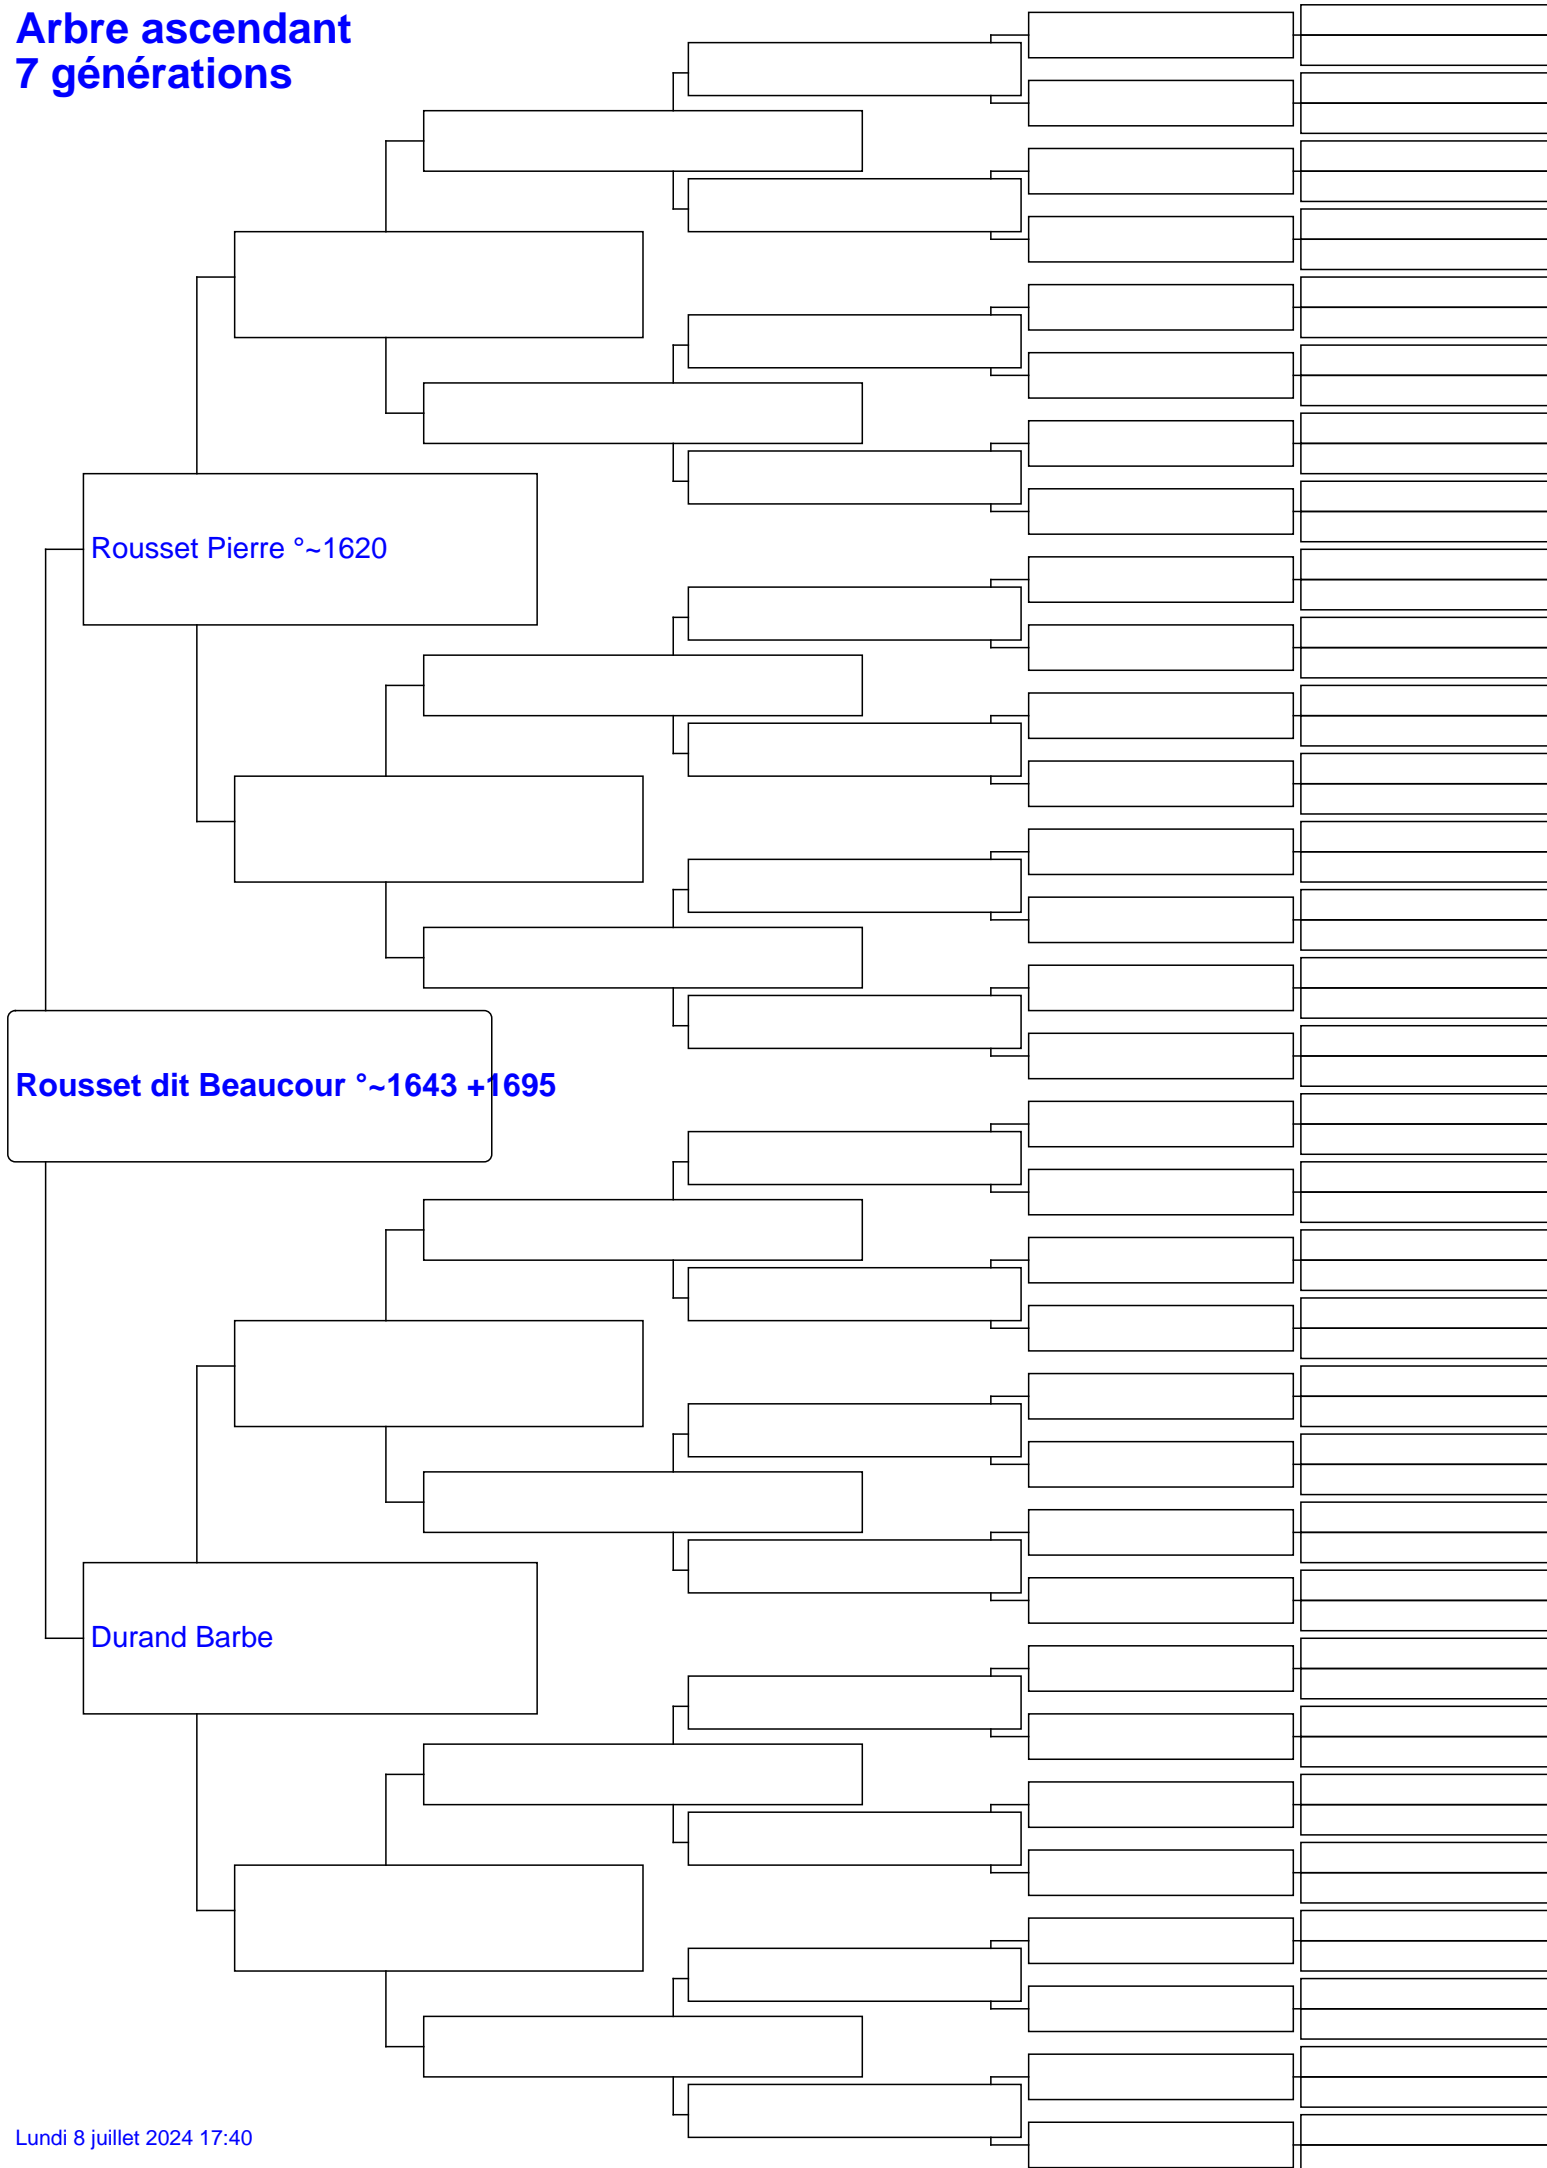 Arbre ascendant
7 générations
Rousset Pierre °~1620
Rousset dit Beaucour °~1643 +1695
Durand Barbe
Lundi 8 juillet 2024 17:40